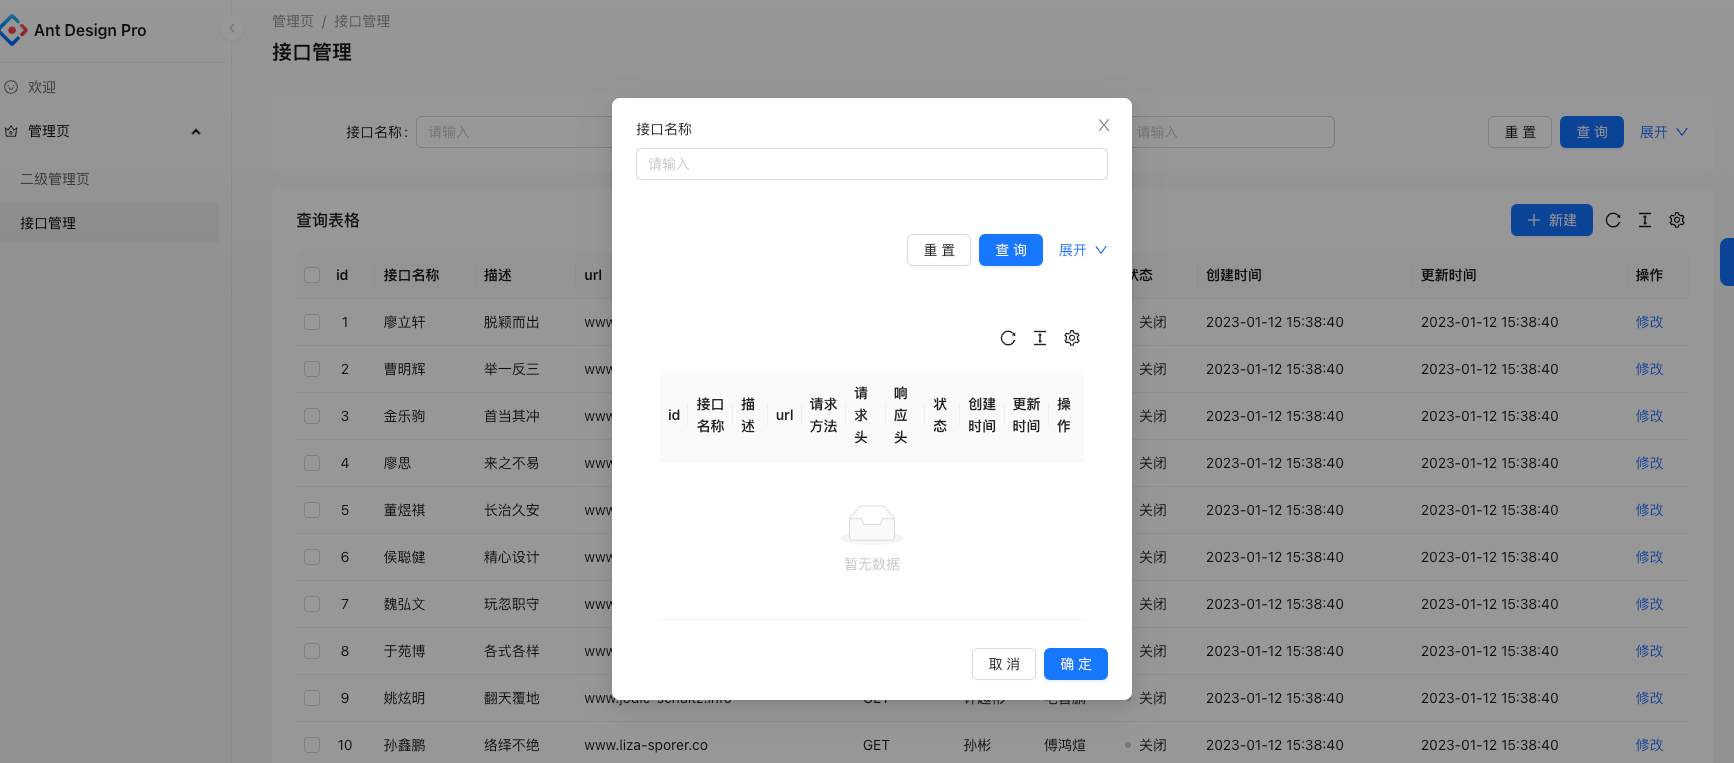 Ant Design Pro
欢迎
管理页
二级管理页
接口管理
管理页 / 接口管理
接口管理
接口名称: 请输入
请输入
重置 查询 展开
查询表格
新建
id 接口名称 描述 url 状态 创建时间 更新时间 操作
1 廖立轩 脱颖而出 www 关闭 2023-01-12 15:38:40 2023-01-12 15:38:40 修改
2 曹明辉 举一反三 www 关闭 2023-01-12 15:38:40 2023-01-12 15:38:40 修改
3 金乐驹 首当其冲 www 关闭 2023-01-12 15:38:40 2023-01-12 15:38:40 修改
4 廖思 来之不易 www 关闭 2023-01-12 15:38:40 2023-01-12 15:38:40 修改
5 董煜祺 长治久安 www 关闭 2023-01-12 15:38:40 2023-01-12 15:38:40 修改
6 侯聪健 精心设计 www 关闭 2023-01-12 15:38:40 2023-01-12 15:38:40 修改
7 魏弘文 玩忽职守 www 关闭 2023-01-12 15:38:40 2023-01-12 15:38:40 修改
8 于苑博 各式各样 www 关闭 2023-01-12 15:38:40 2023-01-12 15:38:40 修改
9 姚炫明 翻天覆地 www.jodie-schultz.info GET 关闭 2023-01-12 15:38:40 2023-01-12 15:38:40 修改
10 孙鑫鹏 络绎不绝 www.liza-sporer.co GET 孙彬 傅鸿煊 关闭 2023-01-12 15:38:40 2023-01-12 15:38:40 修改
接口名称
请输入
重置 查询 展开
id 接口名称 描述 url 请求方法 请求头 响应头 状态 创建时间 更新时间 操作
暂无数据
取消 确定